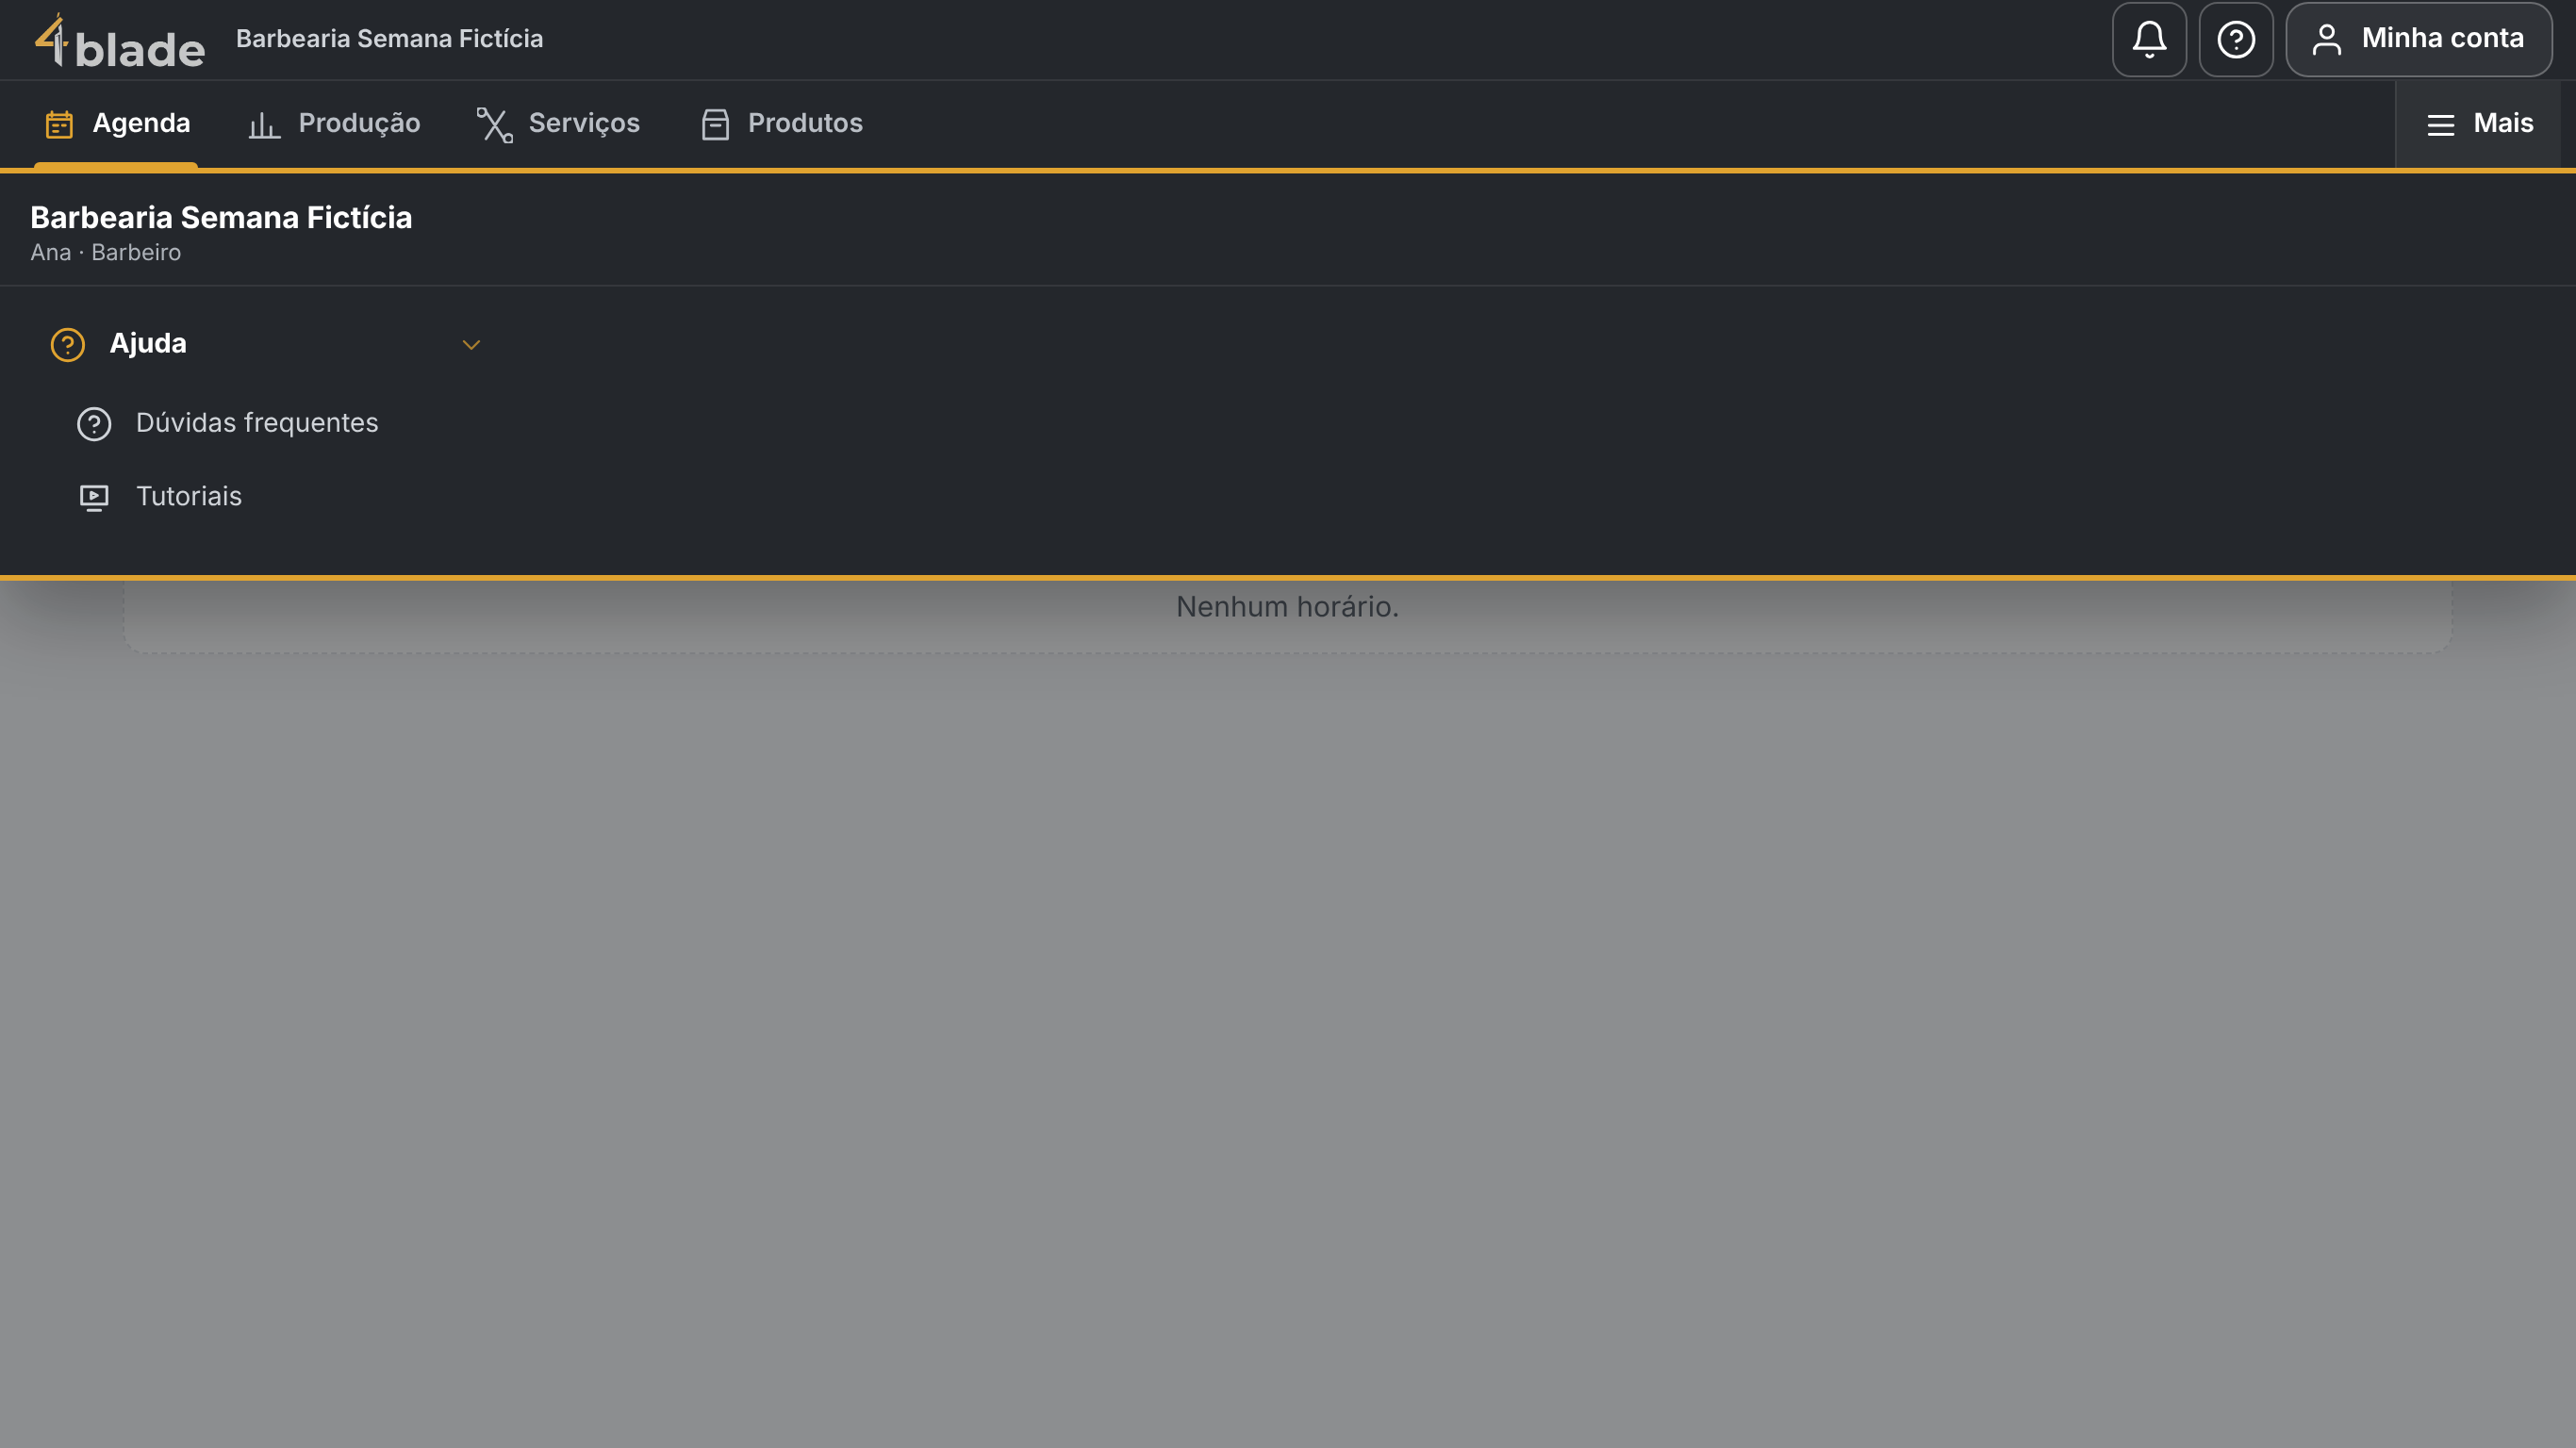 4blade
Barbearia Semana Fictícia
Minha conta
Agenda
Produção
Serviços
Produtos
Mais
Barbearia Semana Fictícia
Ana · Barbeiro
Ajuda
Dúvidas frequentes
Tutoriais
Nenhum horário.